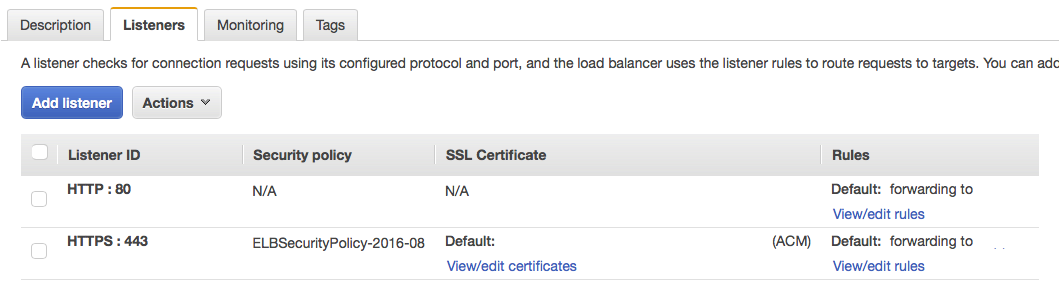 Description Listeners Monitoring Tags
A listener checks for connection requests using its configured protocol and port, and the load balancer uses the listener rules to route requests to targets. You can add
Add listener Actions
Listener ID Security policy SSL Certificate Rules
HTTP : 80 N/A N/A Default: forwarding to
View/edit rules
HTTPS : 443 ELBSecurityPolicy-2016-08 Default: (ACM) Default: forwarding to
View/edit certificates View/edit rules